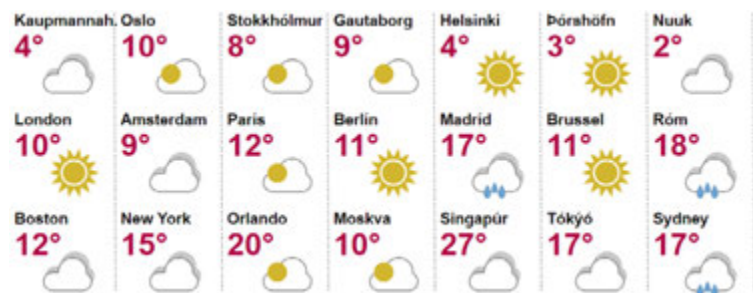 Kaupmannah. Oslo Stokkhólmur Gautaborg Helsinki Þórshöfn Nuuk
4° 10° 8° 9° 4° 3° 2°
London Amsterdam París Berlín Madríd Brussel Róm
10° 9° 12° 11° 17° 11° 18°
Boston New York Orlando Moskva Singapúr Tókýó Sydney
12° 15° 20° 10° 27° 17° 17°